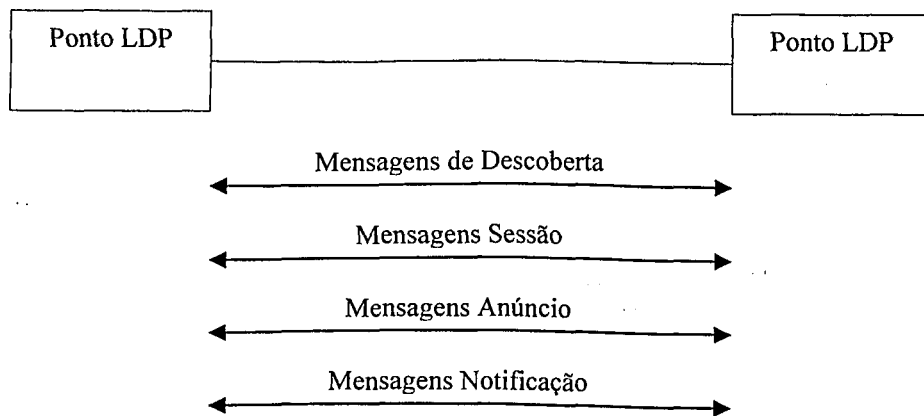 Ponto LDP
Ponto LDP
Mensagens de Descoberta
Mensagens Sessão
Mensagens Anúncio
Mensagens Notificação